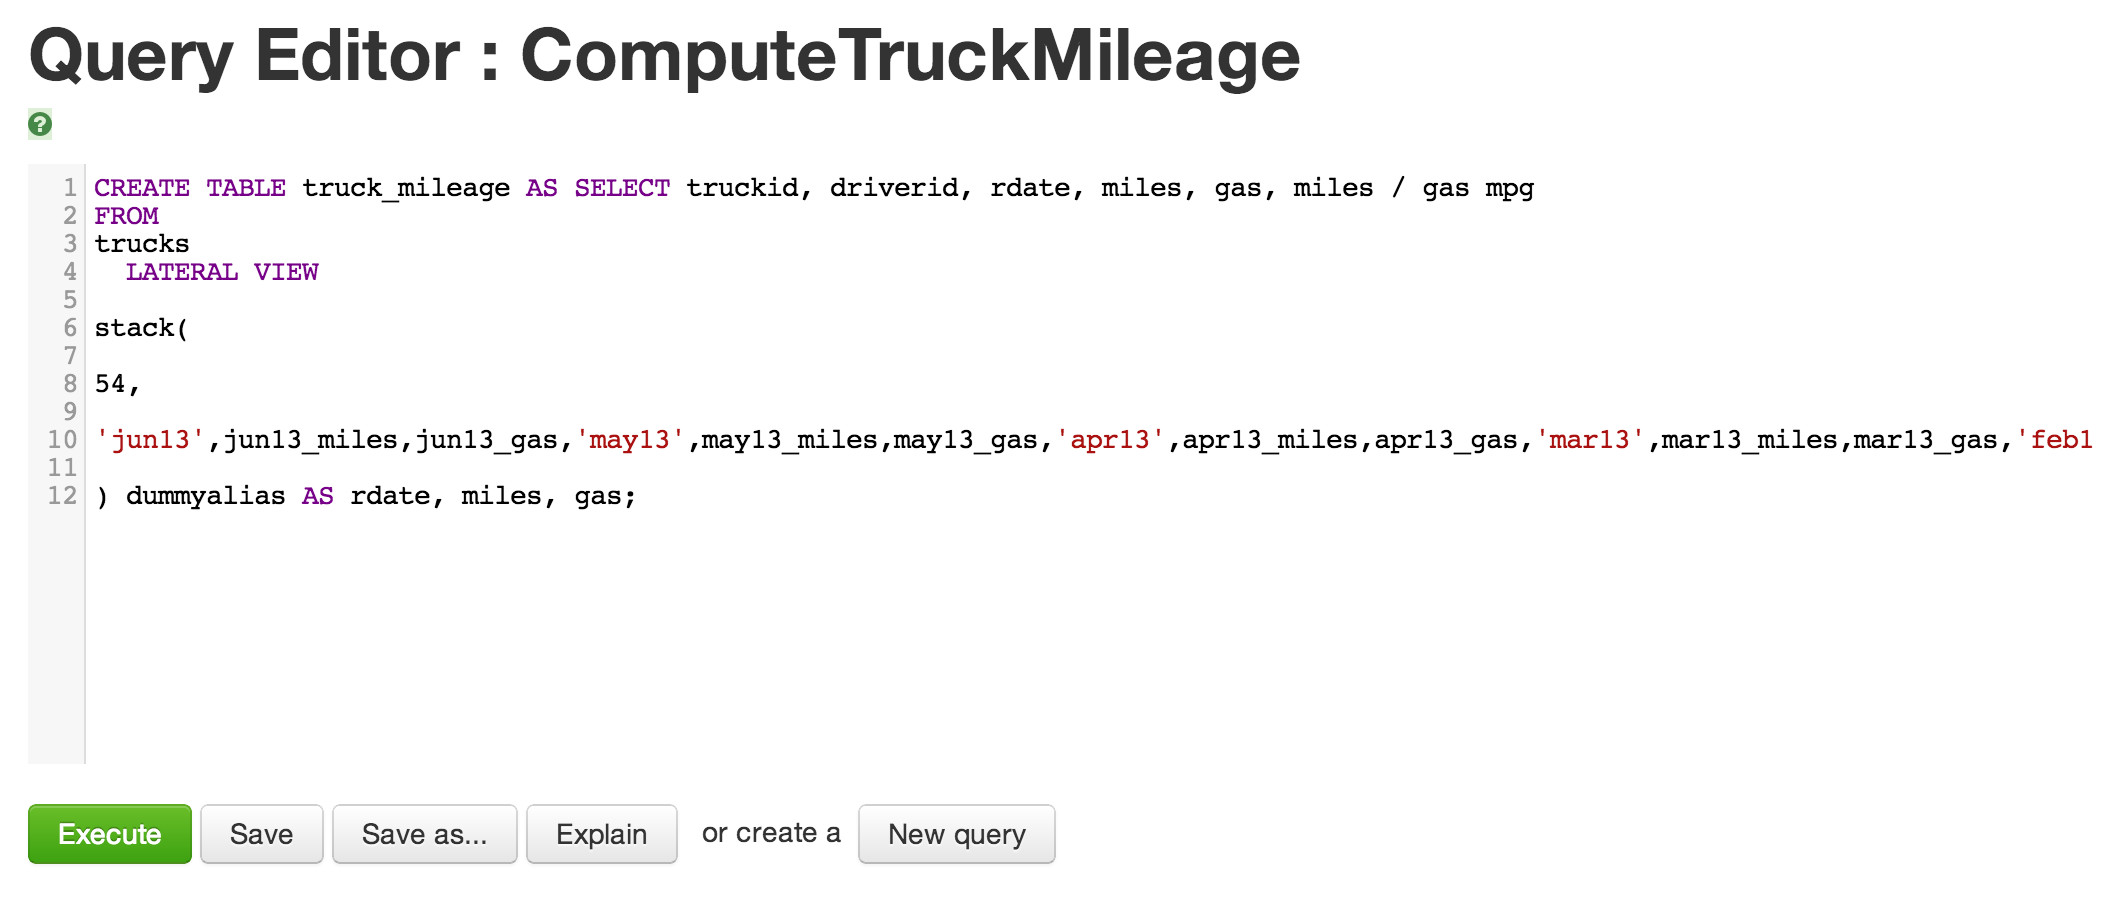 Query Editor : ComputeTruckMileage
?
1 CREATE TABLE truck_mileage AS SELECT truckid, driverid, rdate, miles, gas, miles / gas mpg
2 FROM
3 trucks
4   LATERAL VIEW
5
6 stack(
7
8 54,
9
10 'jun13',jun13_miles,jun13_gas,'may13',may13_miles,may13_gas,'apr13',apr13_miles,apr13_gas,'mar13',mar13_miles,mar13_gas,'feb1
11
12 ) dummyalias AS rdate, miles, gas;
Execute Save Save as... Explain or create a New query